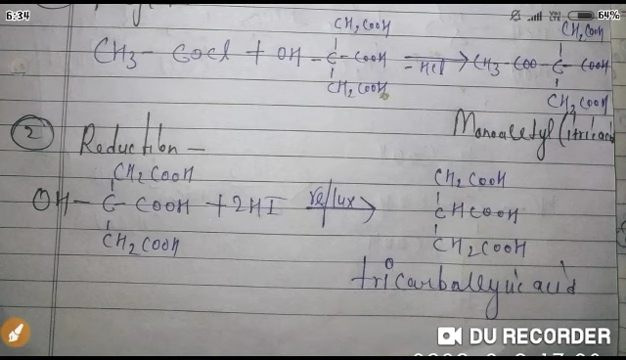 6:34
64%
CH2COOH CH2COOH
CH3 — COCl + OH — C — COOH → CH3 — COO — C — COOH
- HCl
CH2COOH CH2COOH
Monoacetyl Citric acid
2 Reduction —
CH2COOH CH2COOH
OH — C — COOH + 2HI reflux → CHCOOH
CH2COOH CH2COOH
tricarballylic acid
DU RECORDER